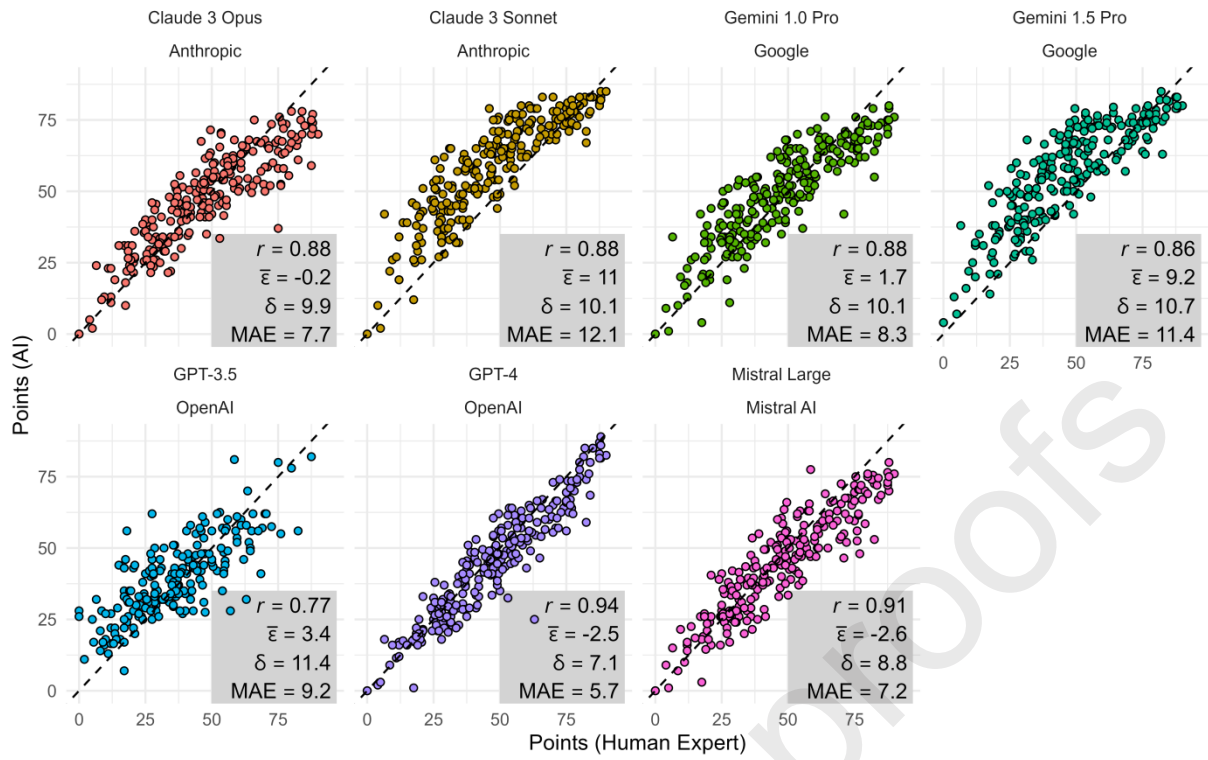 Claude 3 Opus
Anthropic
Claude 3 Sonnet
Anthropic
Gemini 1.0 Pro
Google
Gemini 1.5 Pro
Google
Points (AI)
75
50
25
0
r = 0.88
ε̅ = -0.2
δ = 9.9
MAE = 7.7
r = 0.88
ε̅ = 11
δ = 10.1
MAE = 12.1
r = 0.88
ε̅ = 1.7
δ = 10.1
MAE = 8.3
r = 0.86
ε̅ = 9.2
δ = 10.7
MAE = 11.4
0 25 50 75
GPT-3.5
OpenAI
GPT-4
OpenAI
Mistral Large
Mistral AI
75
50
25
0
r = 0.77
ε̅ = 3.4
δ = 11.4
MAE = 9.2
r = 0.94
ε̅ = -2.5
δ = 7.1
MAE = 5.7
r = 0.91
ε̅ = -2.6
δ = 8.8
MAE = 7.2
0 25 50 75
0 25 50 75
0 25 50 75
Points (Human Expert)
proofs